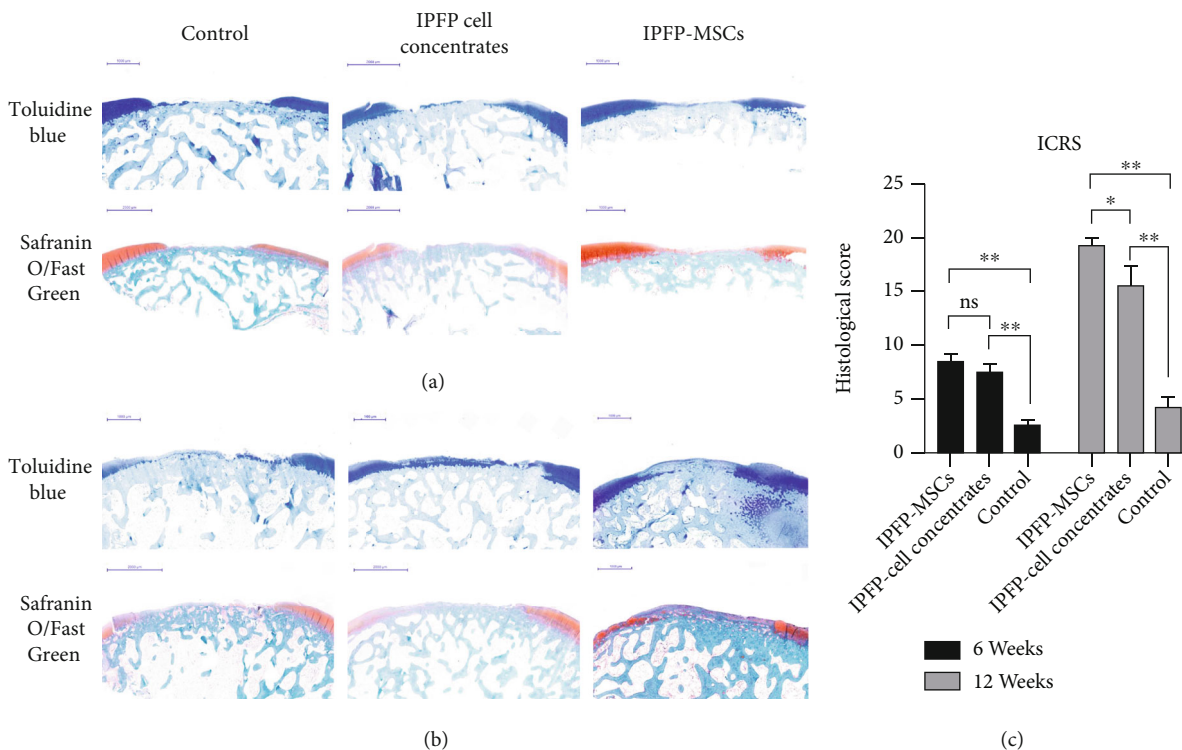 Control
IPFP cell
concentrates
IPFP-MSCs
Toluidine
blue
Safranin
O/Fast
Green
(a)
Toluidine
blue
Safranin
O/Fast
Green
(b)
ICRS
Histological score
25
20
15
10
5
0
**
ns
**
**
*
**
IPFP-MSCs
IPFP-cell concentrates
Control
IPFP-MSCs
IPFP-cell concentrates
Control
6 Weeks
12 Weeks
(c)